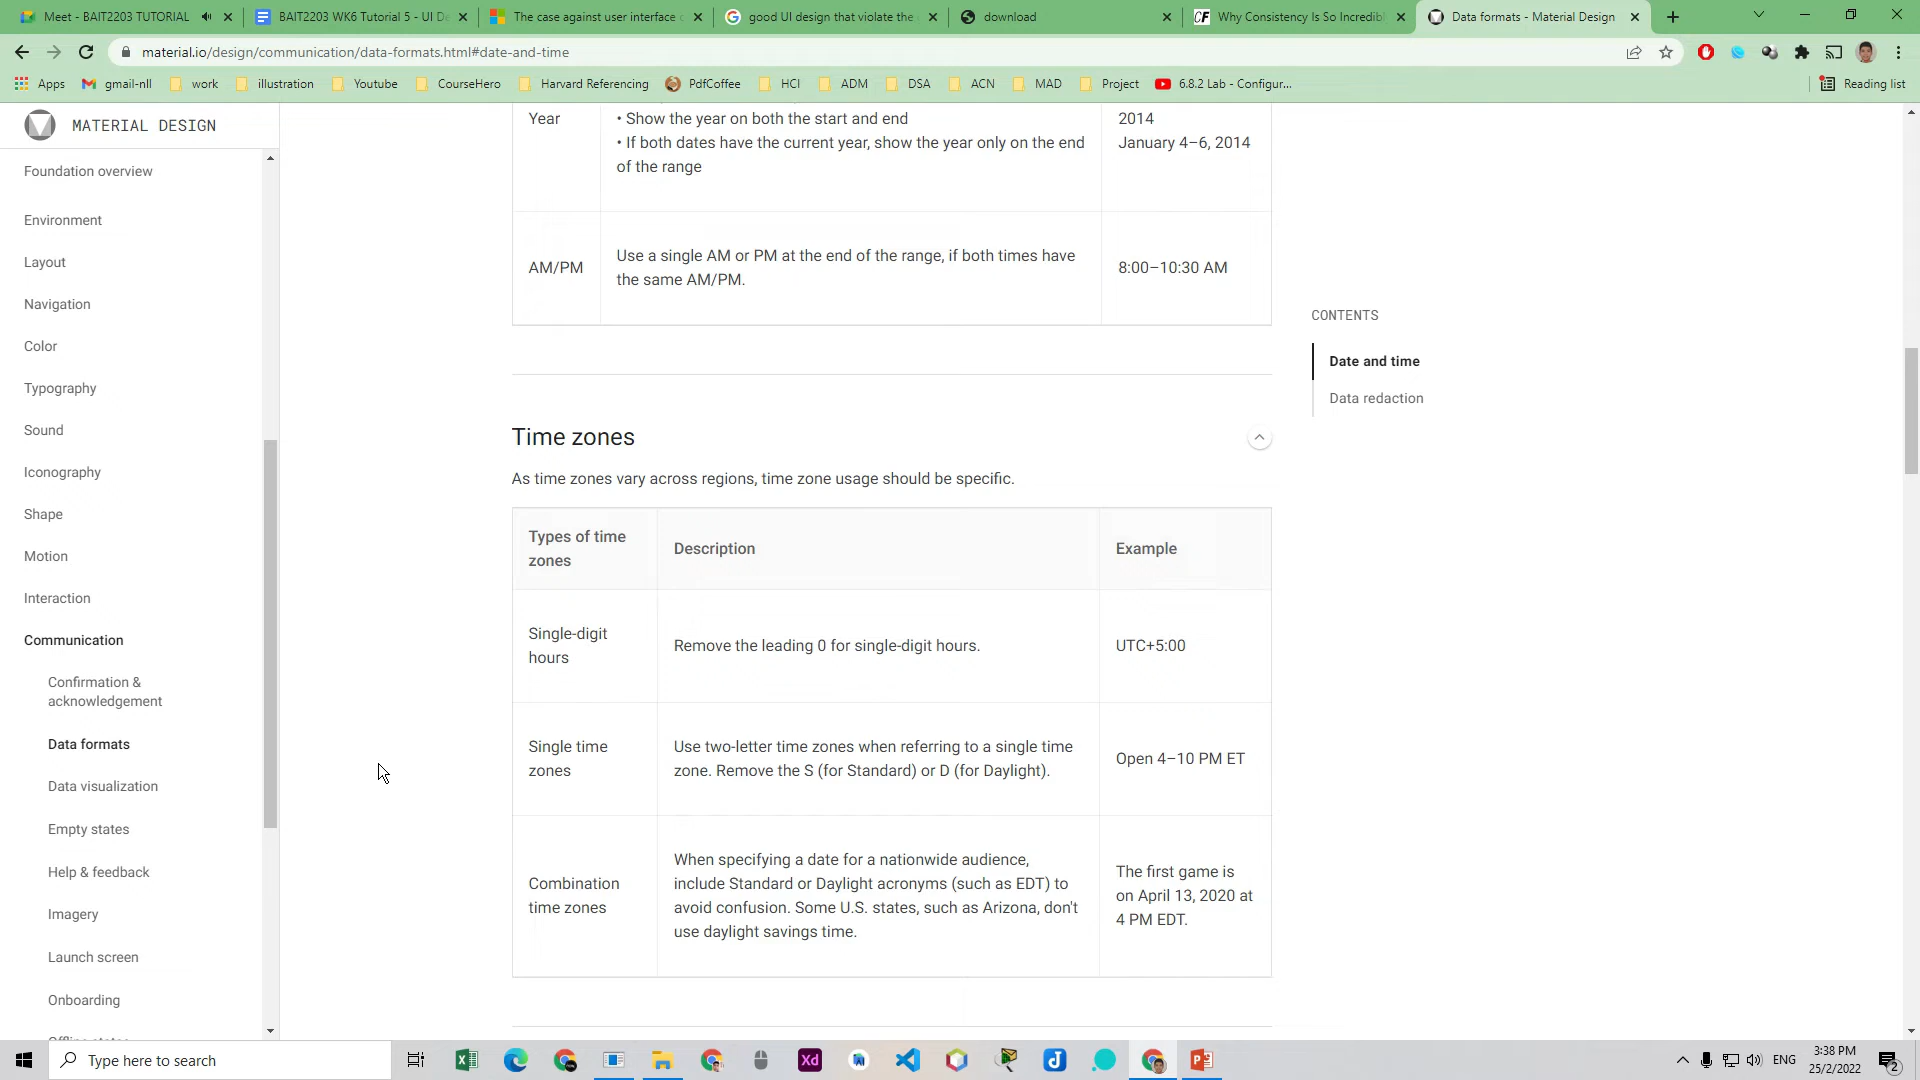 Meet - BAIT2203 TUTORIAL
BAIT2203 WK6 Tutorial 5 - UI De
The case against user interface c
good UI design that violate the c
download
CF Why Consistency Is So Incredibl
Data formats - Material Design
material.io/design/communication/data-formats.html#date-and-time
Apps
gmail-nll
work
illustration
Youtube
CourseHero
Harvard Referencing
PdfCoffee
HCI
ADM
DSA
ACN
MAD
Project
6.8.2 Lab - Configur...
Reading list
MATERIAL DESIGN
Foundation overview
Environment
Layout
Navigation
Color
Typography
Sound
Iconography
Shape
Motion
Interaction
Communication
Confirmation &
acknowledgement
Data formats
Data visualization
Empty states
Help & feedback
Imagery
Launch screen
Onboarding
Offline states
Year
• Show the year on both the start and end
• If both dates have the current year, show the year only on the end
of the range
2014
January 4–6, 2014
AM/PM
Use a single AM or PM at the end of the range, if both times have
the same AM/PM.
8:00–10:30 AM
Time zones
As time zones vary across regions, time zone usage should be specific.
Types of time
zones
Description
Example
Single-digit
hours
Remove the leading 0 for single-digit hours.
UTC+5:00
Single time
zones
Use two-letter time zones when referring to a single time
zone. Remove the S (for Standard) or D (for Daylight).
Open 4–10 PM ET
Combination
time zones
When specifying a date for a nationwide audience,
include Standard or Daylight acronyms (such as EDT) to
avoid confusion. Some U.S. states, such as Arizona, don't
use daylight savings time.
The first game is
on April 13, 2020 at
4 PM EDT.
CONTENTS
Date and time
Data redaction
Type here to search
Xd
ENG
3:38 PM
25/2/2022
2